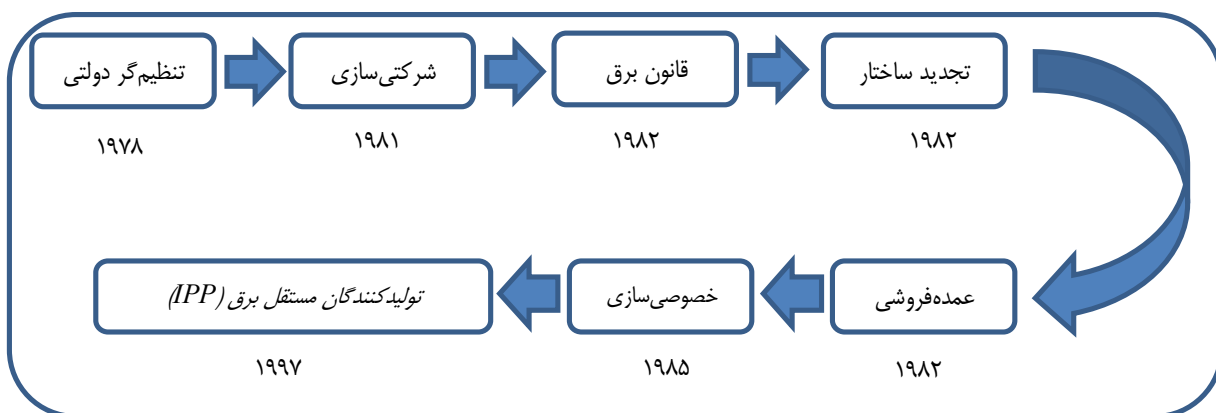 تنظیم‌گر دولتی
شرکتی‌سازی
قانون برق
تجدید ساختار
۱۹۷۸
۱۹۸۱
۱۹۸۲
۱۹۸۲
عمده‌فروشی
خصوصی‌سازی
تولیدکنندگان مستقل برق (IPP)
۱۹۸۲
۱۹۸۵
۱۹۹۷